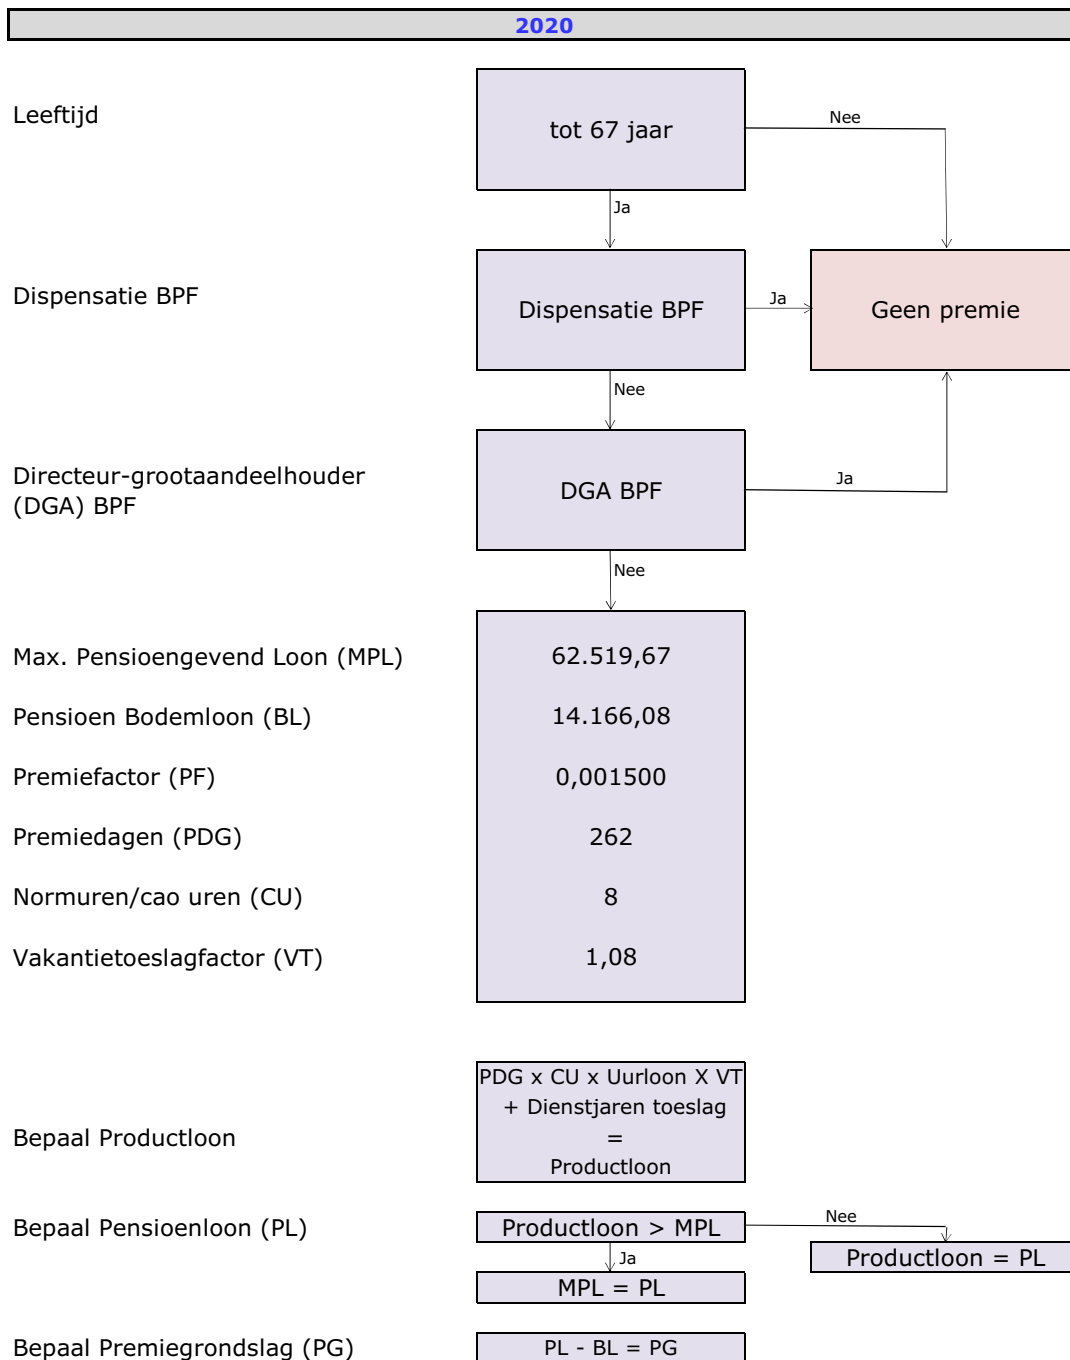 2020
Leeftijd
tot 67 jaar
Nee
Ja
Dispensatie BPF
Dispensatie BPF
Ja
Geen premie
Nee
Directeur-grootaandeelhouder
(DGA) BPF
DGA BPF
Ja
Nee
Max. Pensioengevend Loon (MPL)
62.519,67
Pensioen Bodemloon (BL)
14.166,08
Premiefactor (PF)
0,001500
Premiedagen (PDG)
262
Normuren/cao uren (CU)
8
Vakantietoeslagfactor (VT)
1,08
Bepaal Productloon
PDG x CU x Uurloon X VT
+ Dienstjaren toeslag
=
Productloon
Bepaal Pensioenloon (PL)
Productloon > MPL
Nee
Productloon = PL
Ja
MPL = PL
Bepaal Premiegrondslag (PG)
PL - BL = PG